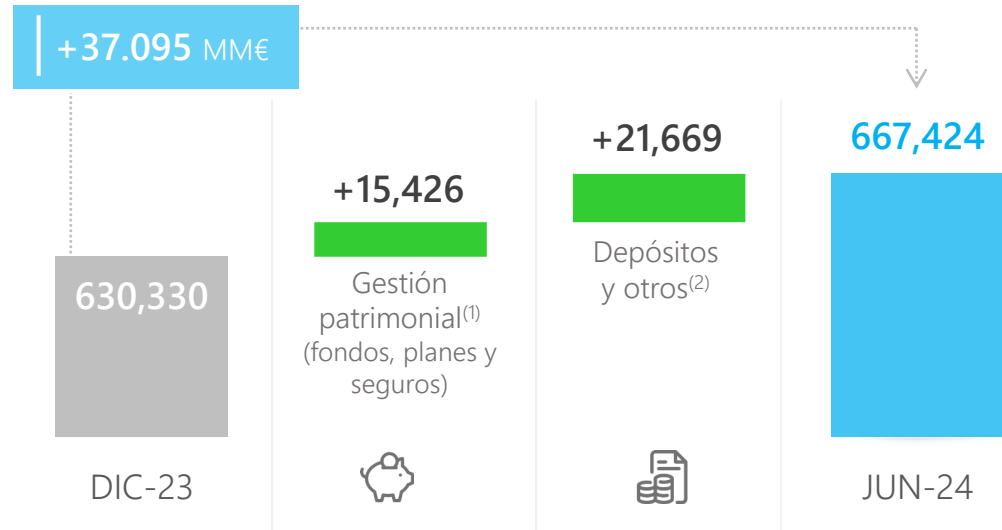 +37.095 MM€
630,330
DIC-23
+15,426
Gestión
patrimonial(1)
(fondos, planes y
seguros)
+21,669
Depósitos
y otros(2)
667,424
JUN-24